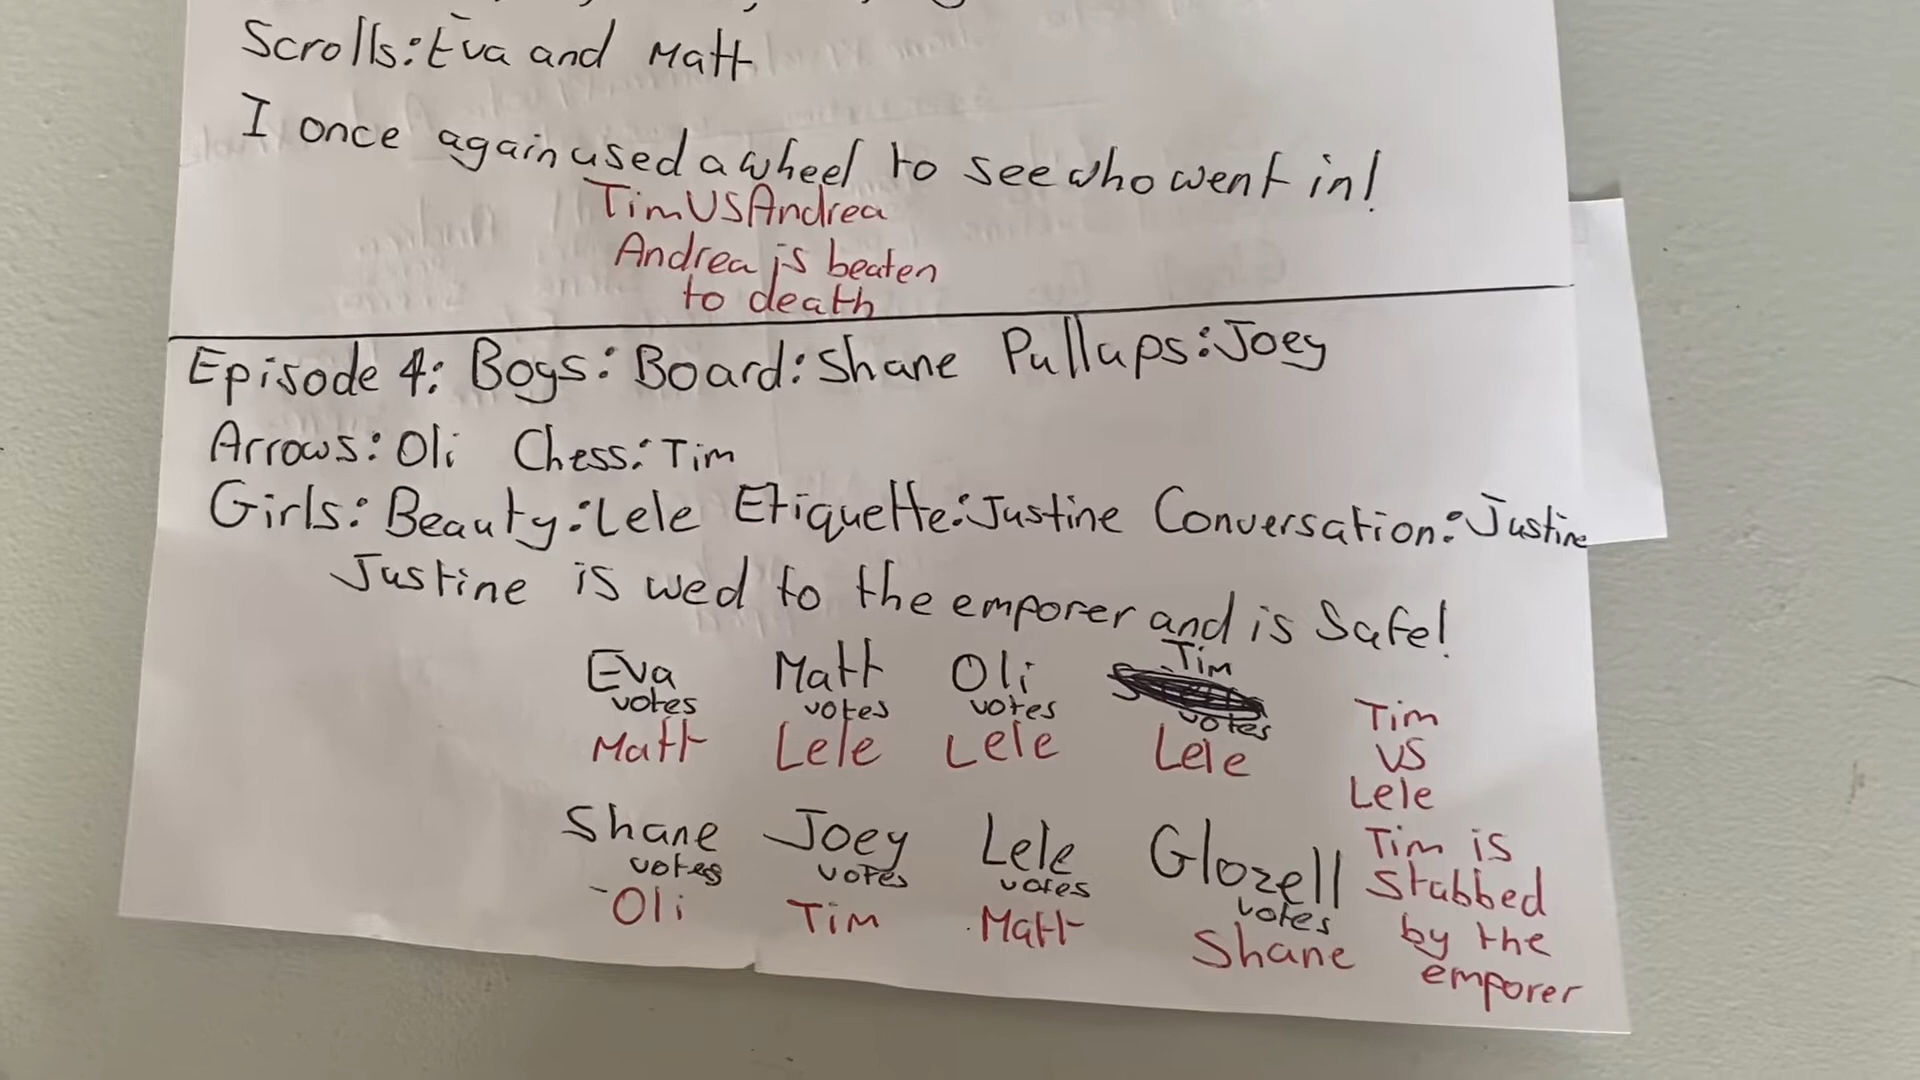 Scrolls: Eva and Matt
I once again used a wheel to see who went in!
Tim VS Andrea
Andrea is beaten
to death
Episode 4: Boys: Board: Shane Pullups: Joey
Arrows: Oli Chess: Tim
Girls: Beauty: Lele Etiquette: Justine Conversation: Justine
Justine is wed to the emporer and is safe!
Eva votes Matt
Matt votes Lele
Oli votes Lele
Tim votes Lele
Shane votes Oli
Joey votes Tim
Lele votes Matt
Glozell votes Shane
Tim
VS
Lele
Tim is
stabbed
by the
emporer